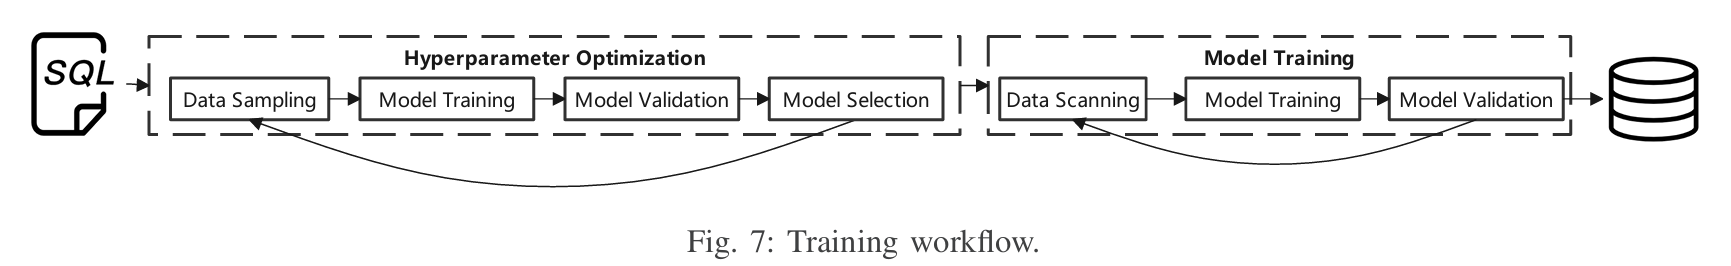 SQL
Hyperparameter Optimization
Data Sampling
Model Training
Model Validation
Model Selection
Model Training
Data Scanning
Model Training
Model Validation
Fig. 7: Training workflow.